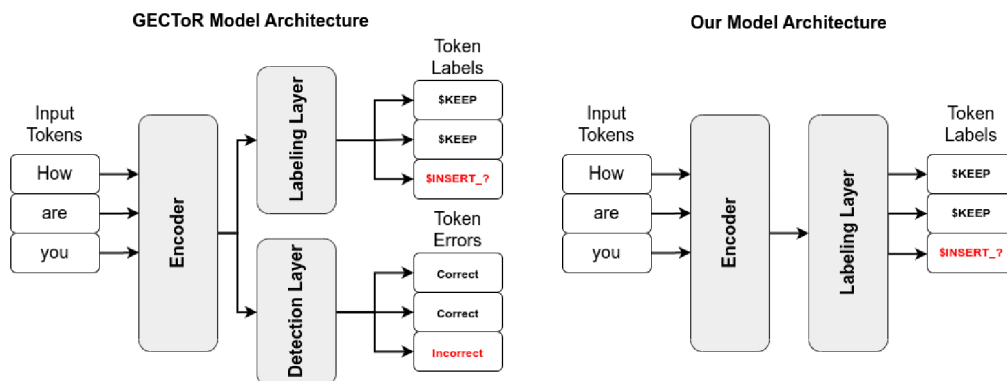 GECToR Model Architecture
Input
Tokens
How
are
you
Encoder
Labeling Layer
Token
Labels
$KEEP
$KEEP
$INSERT_?
Detection Layer
Token
Errors
Correct
Correct
Incorrect
Our Model Architecture
Input
Tokens
How
are
you
Encoder
Labeling Layer
Token
Labels
$KEEP
$KEEP
$INSERT_?